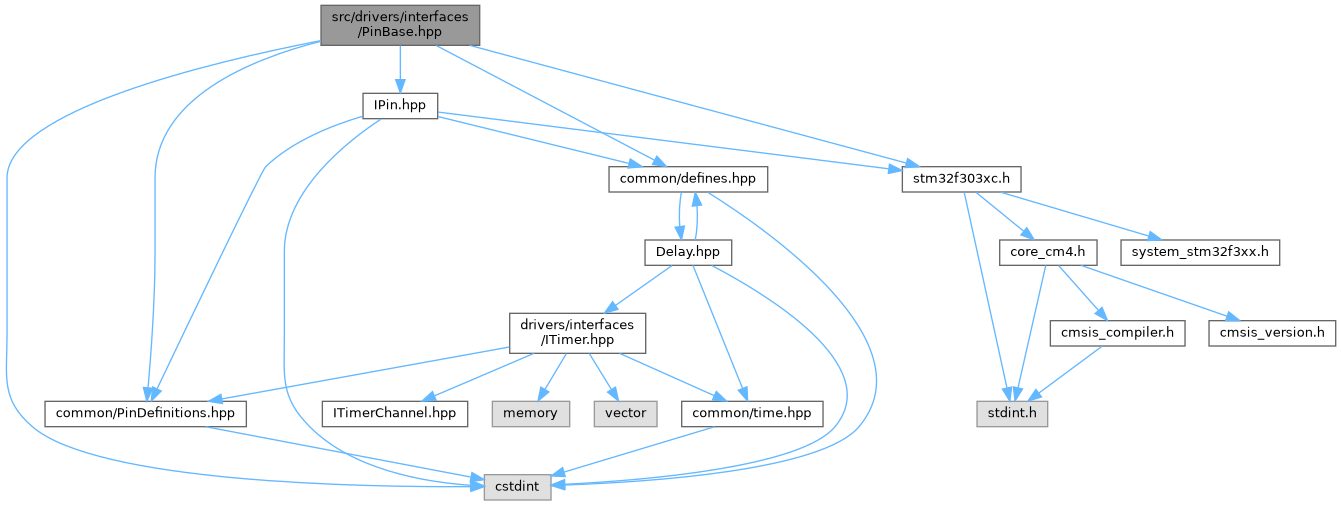 src/drivers/interfaces
/PinBase.hpp
IPin.hpp
common/defines.hpp
stm32f303xc.h
Delay.hpp
core_cm4.h
system_stm32f3xx.h
drivers/interfaces
/ITimer.hpp
cmsis_compiler.h
cmsis_version.h
common/PinDefinitions.hpp
ITimerChannel.hpp
memory
vector
common/time.hpp
stdint.h
cstdint